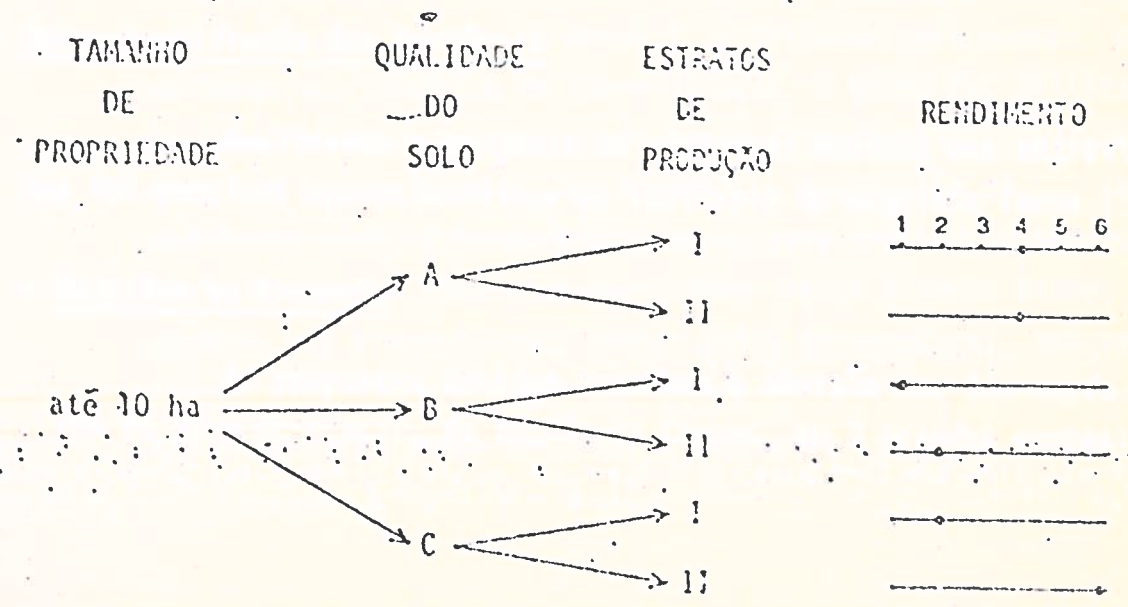 TAMANHO
DE
PROPRIEDADE
QUALIDADE
DO
SOLO
ESTRATOS
DE
PRODUÇÃO
RENDIMENTO
1 2 3 4 5 6
A
I
II
até 10 ha
B
I
II
C
I
II